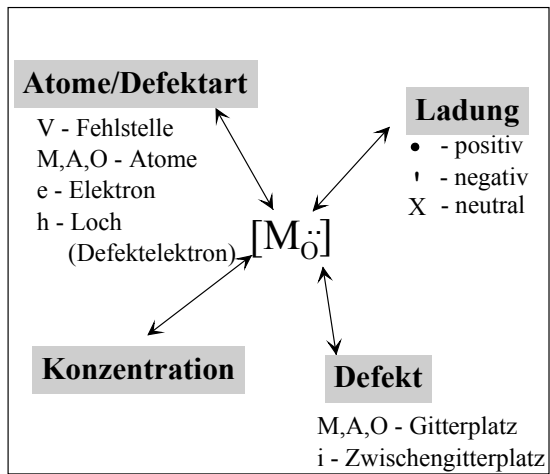 Atome/Defektart
V - Fehlstelle
M,A,O - Atome
e - Elektron
h - Loch
(Defektelektron)
Ladung
• - positiv
' - negativ
X - neutral
[M_O^{··}]
Konzentration
Defekt
M,A,O - Gitterplatz
i - Zwischengitterplatz